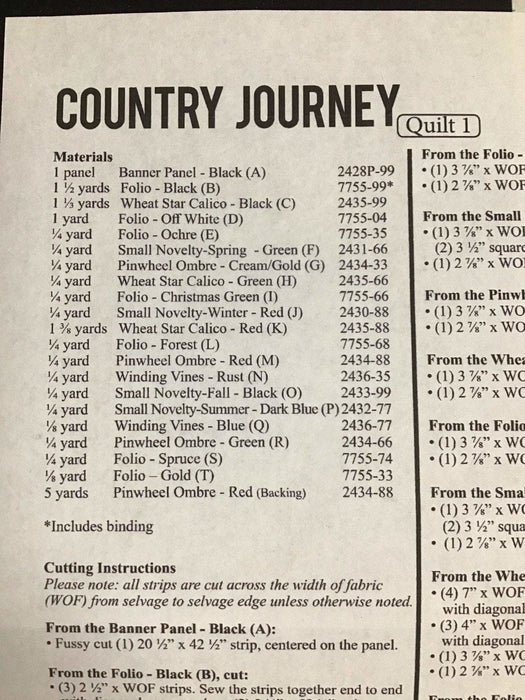 COUNTRY JOURNEY
Quilt 1
Materials
1 panel Banner Panel - Black (A) 2428P-99
1 ½ yards Folio - Black (B) 7755-99*
1 ⅓ yards Wheat Star Calico - Black (C) 2435-99
1 yard Folio - Off White (D) 7755-04
¼ yard Folio - Ochre (E) 7755-35
¼ yard Small Novelty-Spring - Green (F) 2431-66
¼ yard Pinwheel Ombre - Cream/Gold (G) 2434-33
¼ yard Wheat Star Calico - Green (H) 2435-66
¼ yard Folio - Christmas Green (I) 7755-66
¼ yard Small Novelty-Winter - Red (J) 2430-88
1 ⅜ yards Wheat Star Calico - Red (K) 2435-88
¼ yard Folio - Forest (L) 7755-68
¼ yard Pinwheel Ombre - Red (M) 2434-88
¼ yard Winding Vines - Rust (N) 2436-35
¼ yard Small Novelty-Fall - Black (O) 2433-99
¼ yard Small Novelty-Summer - Dark Blue (P) 2432-77
⅛ yard Winding Vines - Blue (Q) 2436-77
¼ yard Pinwheel Ombre - Green (R) 2434-66
¼ yard Folio - Spruce (S) 7755-74
⅛ yard Folio – Gold (T) 7755-33
5 yards Pinwheel Ombre - Red (Backing) 2434-88
*Includes binding
Cutting Instructions
Please note: all strips are cut across the width of fabric
(WOF) from selvage to selvage edge unless otherwise noted.
From the Banner Panel - Black (A):
• Fussy cut (1) 20 ½” x 42 ½” strip, centered on the panel.
From the Folio - Black (B), cut:
• (3) 2 ½” x WOF strips. Sew the strips together end to end
From the Folio -
• (1) 3 ⅞” x WOF
• (1) 2 ⅞” x WOF
From the Small
• (1) 3 ⅞” x WO
(2) 3 ½” squar
• (1) 2 ⅞” x WO
From the Pinw
• (1) 3 ⅞” x WO
• (1) 2 ⅞” x WO
From the Whea
• (1) 3 ⅞” x WO
• (1) 2 ⅞” x WO
From the Folio
• (1) 3 ⅞” x WO
• (1) 2 ⅞” x WO
From the Sma
• (1) 3 ⅞” x WO
(2) 3 ½” squa
• (1) 2 ⅞” x W
From the Whe
• (4) 7” x WOF
with diagonal
• (3) 4” x WOF
with diagonal
• (1) 3 ⅞” x WO
• (1) 2 ⅞” x WO